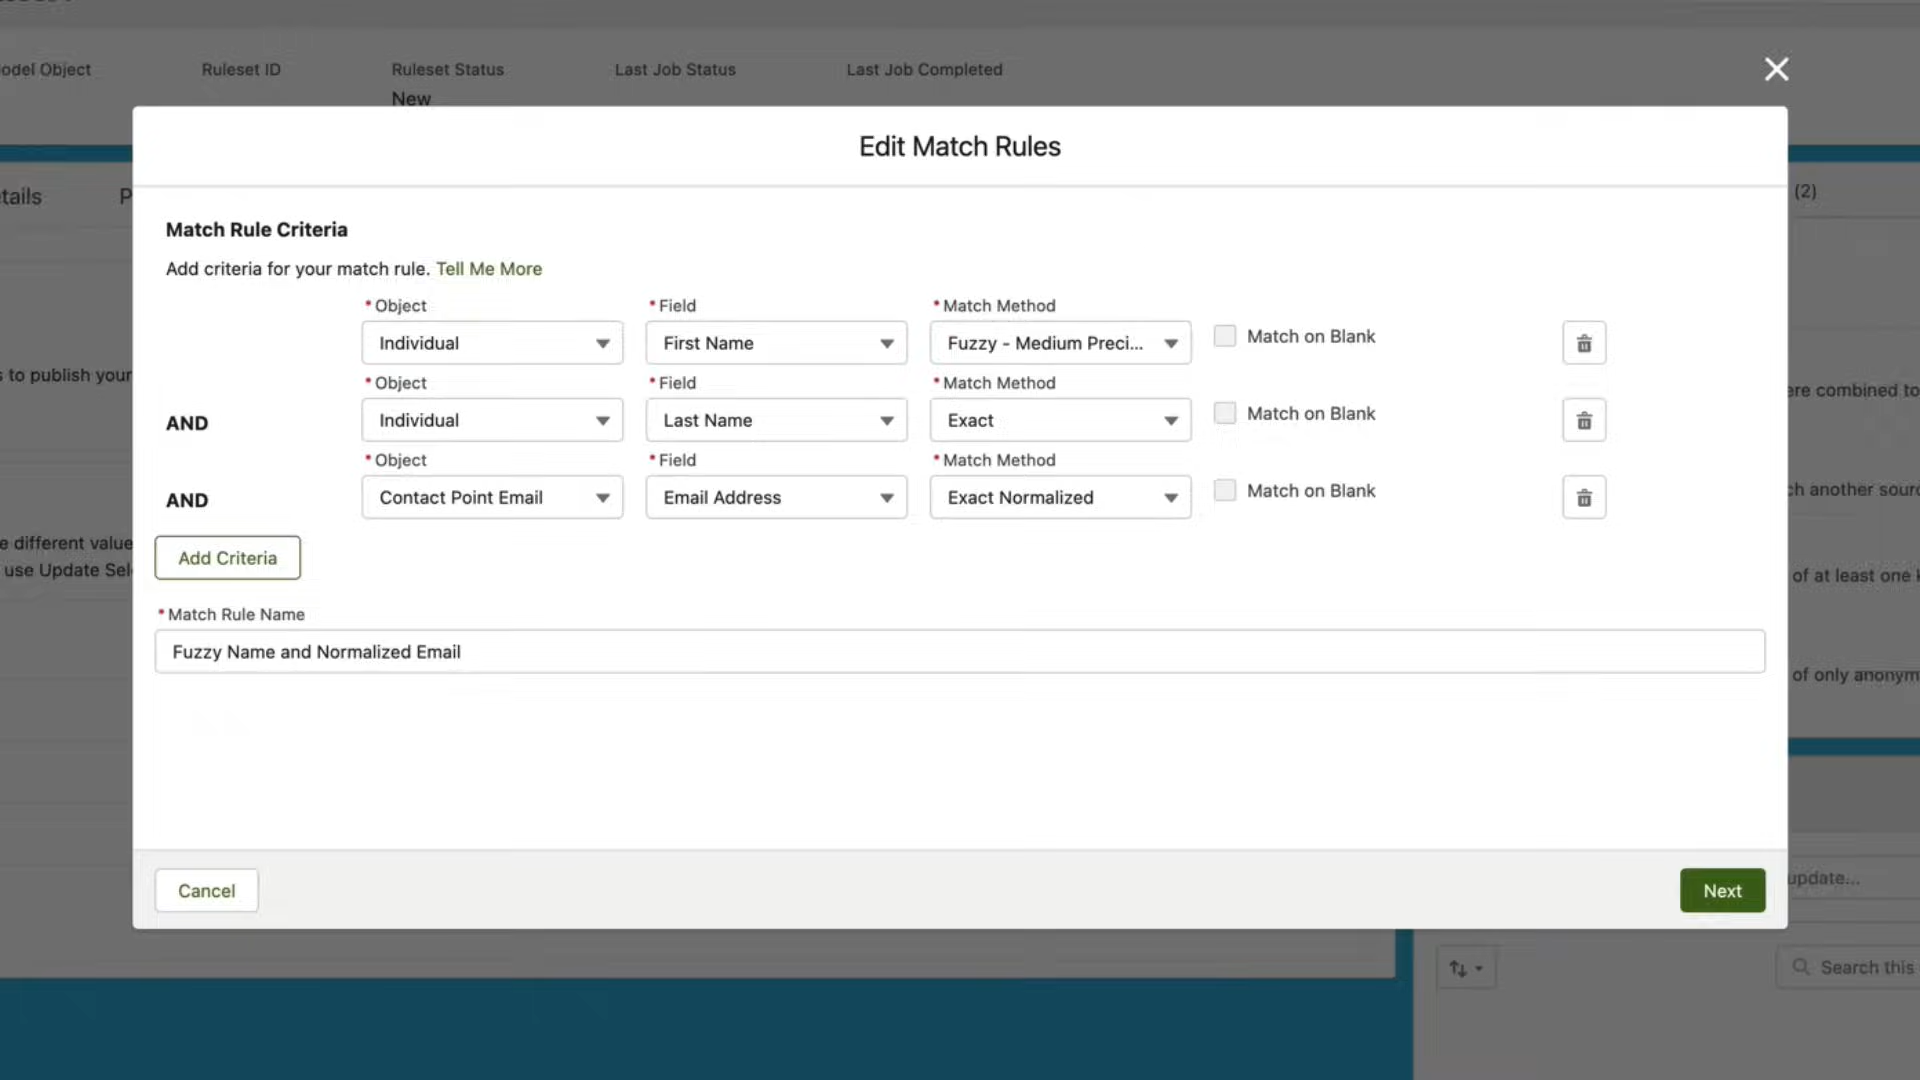 odel Object Ruleset ID Ruleset Status Last Job Status Last Job Completed
New
Edit Match Rules
tails P (2)
Match Rule Criteria
Add criteria for your match rule. Tell Me More
* Object * Field * Match Method
Individual First Name Fuzzy - Medium Preci... Match on Blank
s to publish your
* Object * Field * Match Method
ere combined to
AND Individual Last Name Exact Match on Blank
* Object * Field * Match Method
AND Contact Point Email Email Address Exact Normalized Match on Blank
ch another sourc
e different value
Add Criteria
use Update Sel
of at least one k
* Match Rule Name
Fuzzy Name and Normalized Email
of only anonym
Cancel Next
update...
Search this